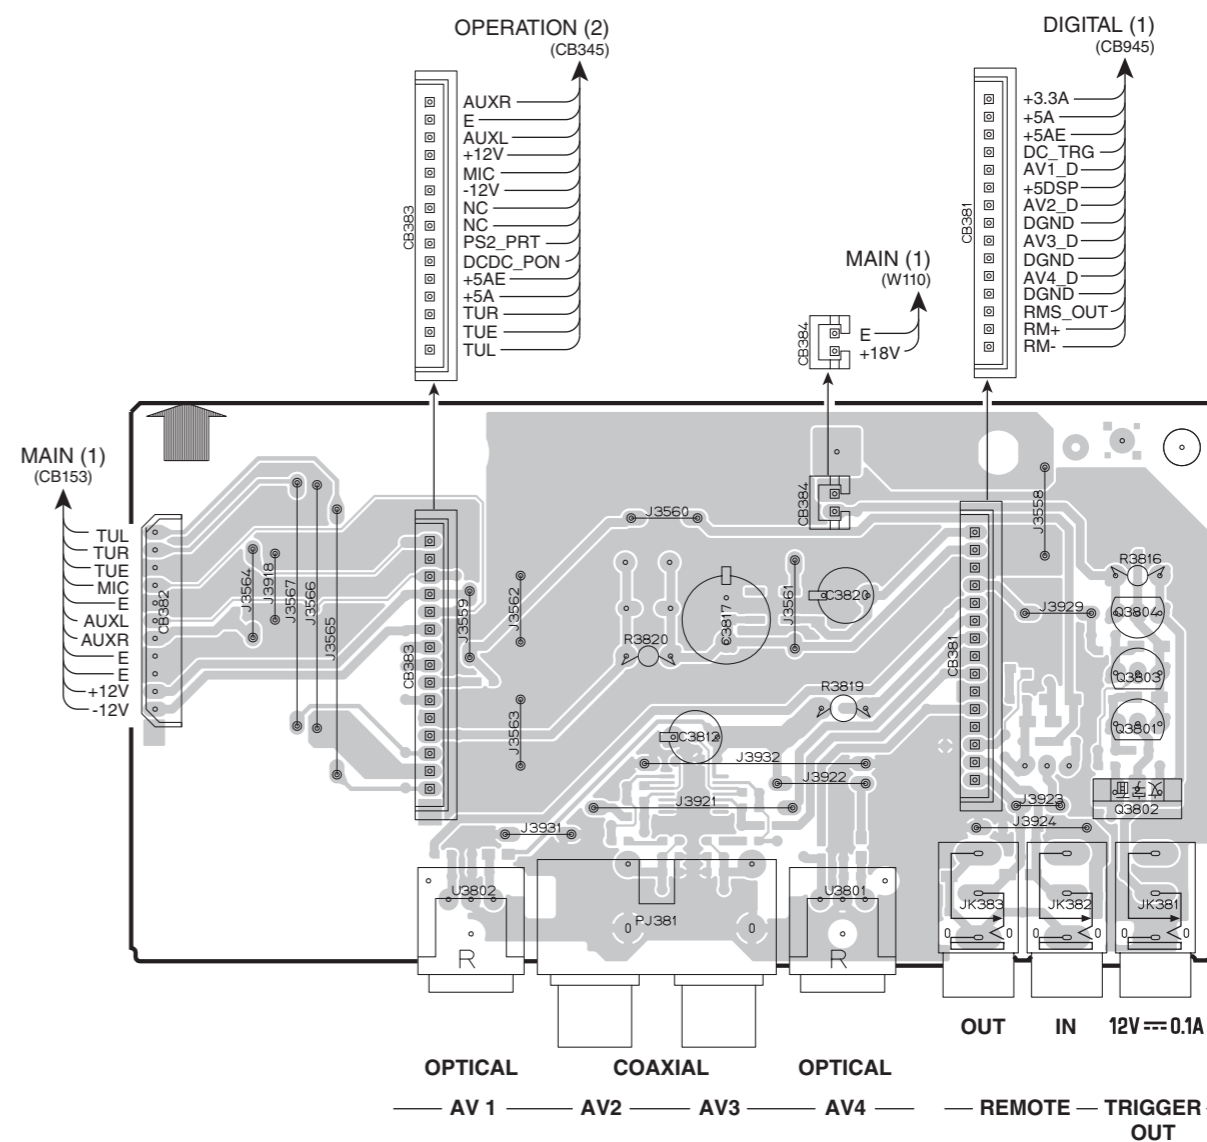 OPERATION (2)
(CB345)
AUXR
E
AUXL
+12V
MIC
-12V
NC
NC
PS2_PRT
DCDC_PON
+5AE
+5A
TUR
TUE
TUL
CB383
DIGITAL (1)
(CB945)
+3.3A
+5A
+5AE
DC_TRG
AV1_D
+5DSP
AV2_D
DGND
AV3_D
DGND
AV4_D
DGND
RMS_OUT
RM+
RM-
CB381
MAIN (1)
(W110)
E
+18V
CB384
MAIN (1)
(CB153)
TUL
TUR
TUE
MIC
E
AUXL
AUXR
E
E
+12V
-12V
CB382
J3564
J3918
J3567
J3566
J3565
CB383
J3559
J3562
J3563
J3560
CB384
J3558
R3816
C3817
J3561
C3820
J3929
Q3804
R3820
CB381
Q3803
R3819
Q3801
C3812
J3932
J3922
J3921
J3923
Q3802
J3931
J3924
U3802
PJ381
U3801
JK383
JK382
JK381
R
R
OUT
IN
12V ⎓ 0.1A
OPTICAL
COAXIAL
OPTICAL
AV 1
AV2
AV3
AV4
REMOTE
TRIGGER
OUT